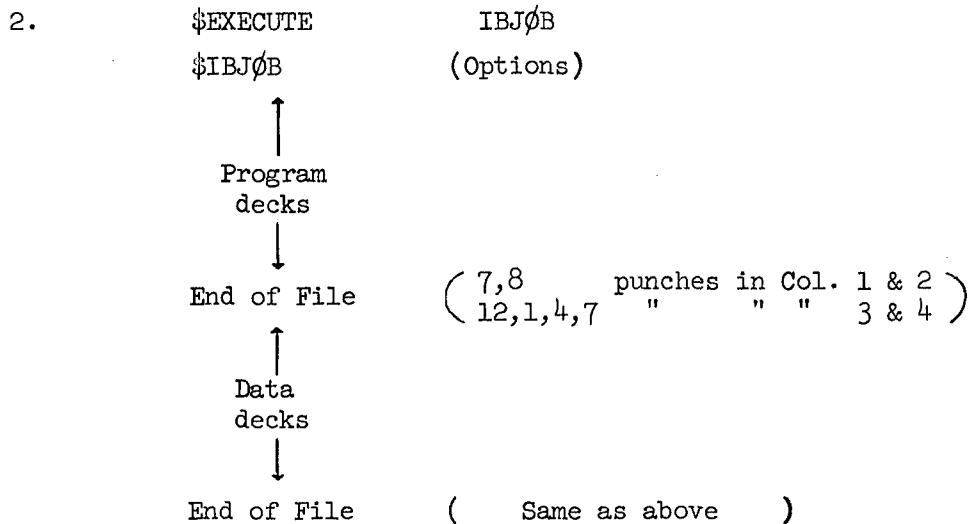 2. $EXECUTE IBJØB
$IBJØB (Options)
Program
decks
End of File ( 7,8 punches in Col. 1 & 2
12,1,4,7 " " " 3 & 4 )
Data
decks
End of File ( Same as above )